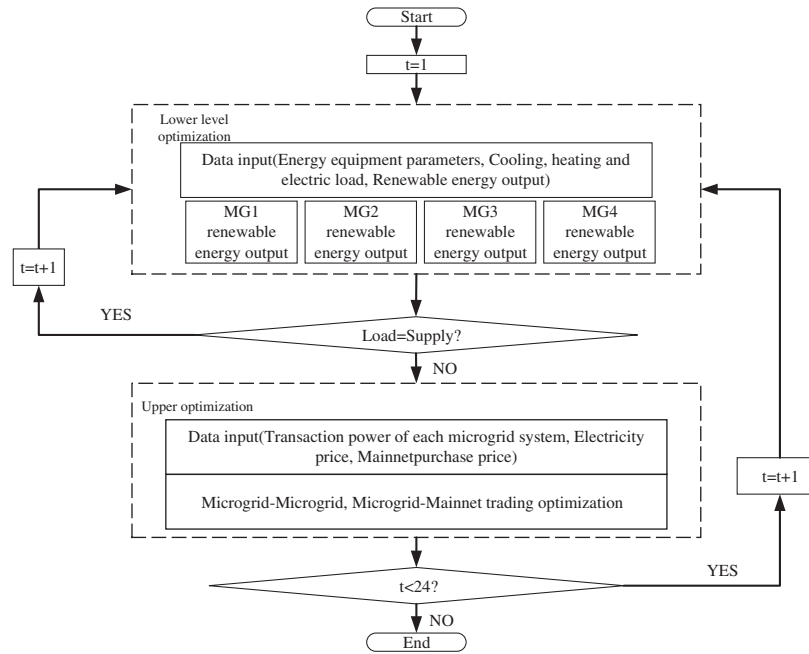 Start
t=1
Lower level
optimization
Data input(Energy equipment parameters, Cooling, heating and
electric load, Renewable energy output)
MG1
renewable
energy output
MG2
renewable
energy output
MG3
renewable
energy output
MG4
renewable
energy output
t=t+1
YES
Load=Supply?
NO
Upper optimization
Data input(Transaction power of each microgrid system, Electricity
price, Mainnetpurchase price)
Microgrid-Microgrid, Microgrid-Mainnet trading optimization
t=t+1
t<24?
YES
NO
End